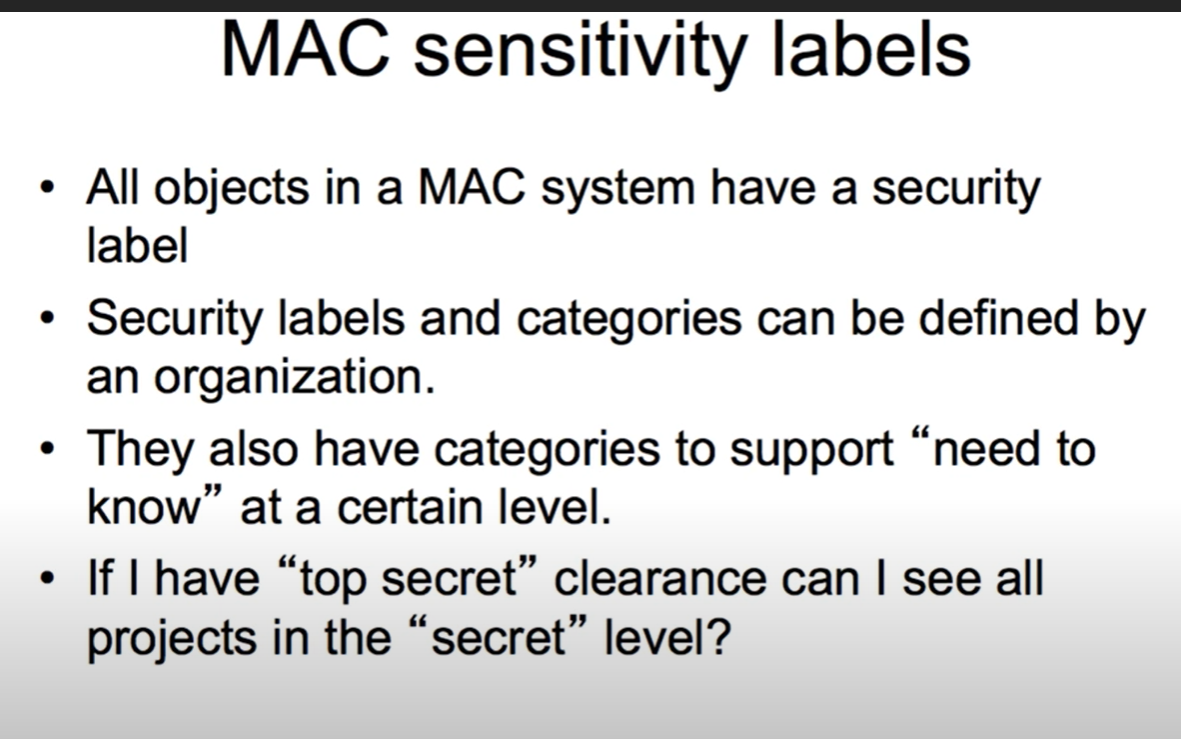 MAC sensitivity labels
• All objects in a MAC system have a security
label
• Security labels and categories can be defined by
an organization.
• They also have categories to support “need to
know” at a certain level.
• If I have “top secret” clearance can I see all
projects in the “secret” level?